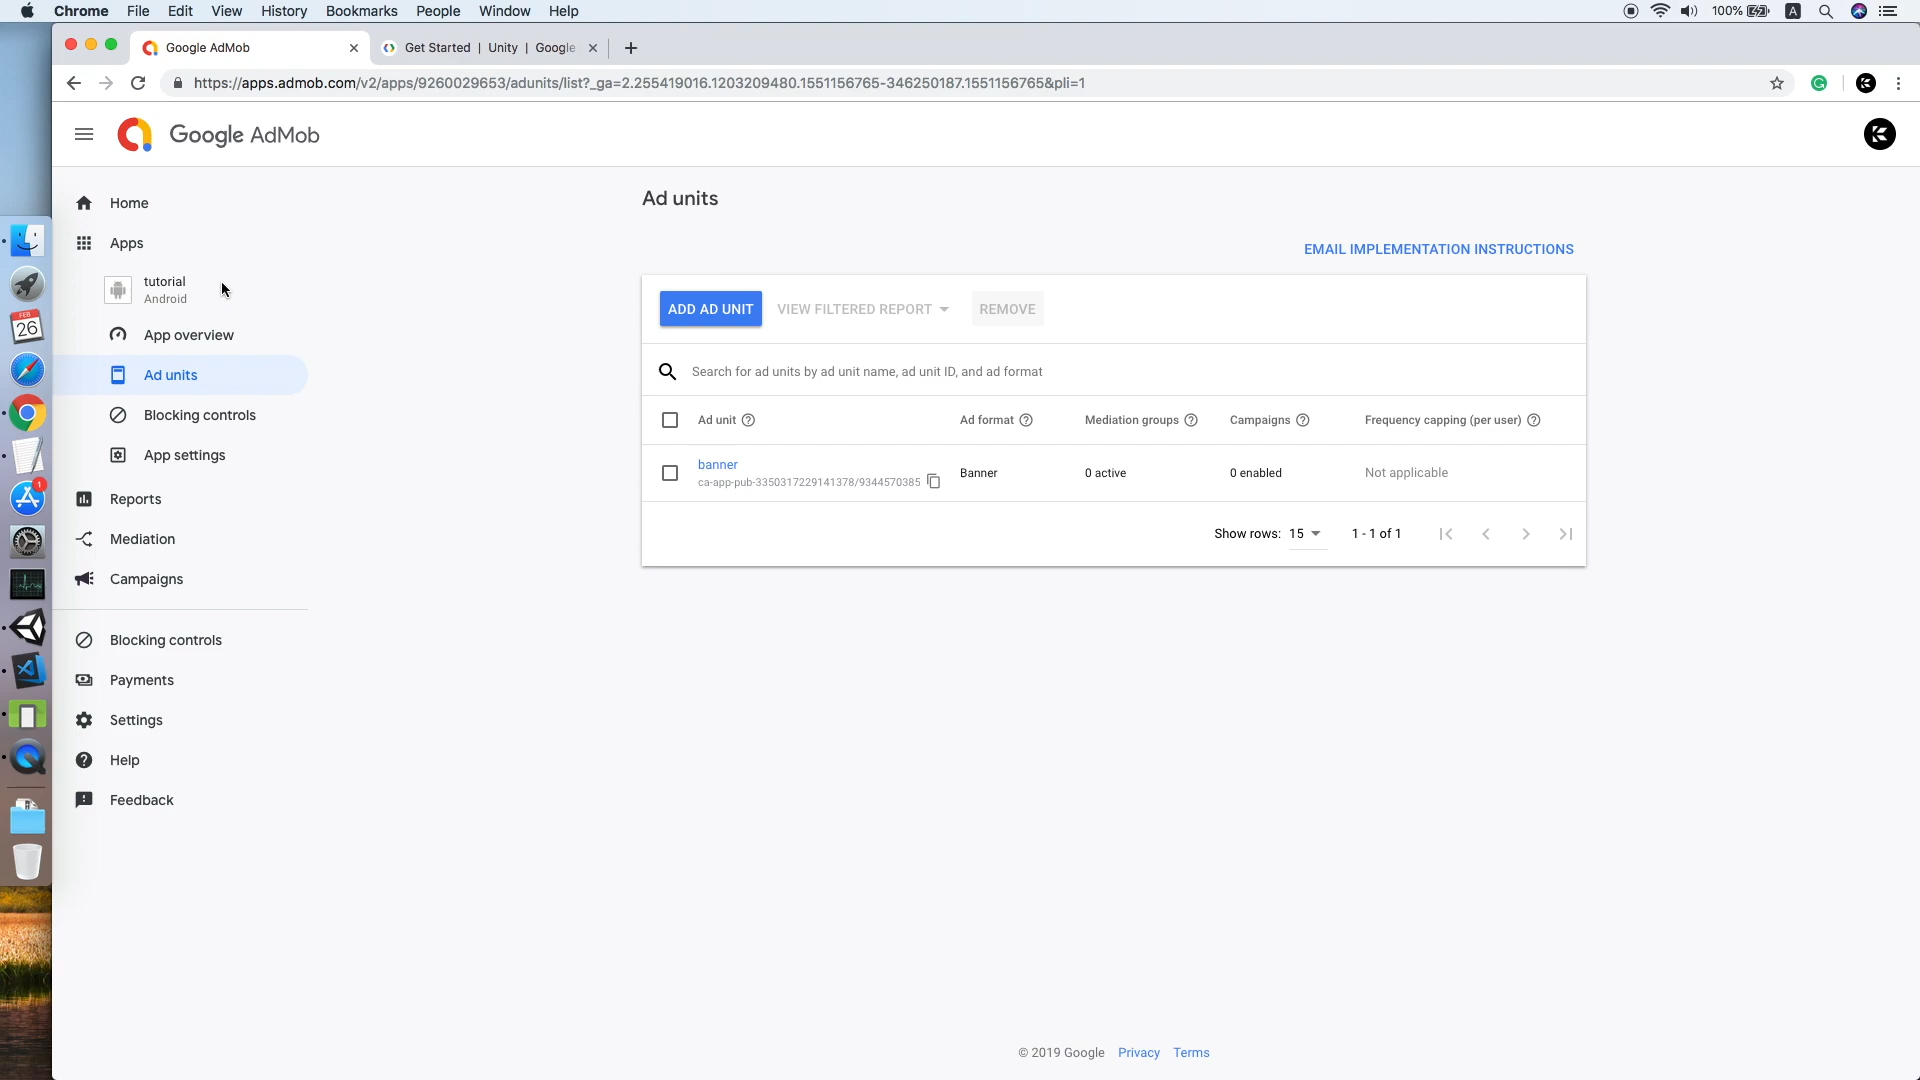 Chrome File Edit View History Bookmarks People Window Help 100% A
Google AdMob Get Started | Unity | Google
https://apps.admob.com/v2/apps/9260029653/adunits/list?_ga=2.255419016.1203209480.1551156765-346250187.1551156765&pli=1
Google AdMob
Home
Apps
tutorial
Android
App overview
Ad units
Blocking controls
App settings
Reports
Mediation
Campaigns
Blocking controls
Payments
Settings
Help
Feedback
Ad units
EMAIL IMPLEMENTATION INSTRUCTIONS
ADD AD UNIT VIEW FILTERED REPORT REMOVE
Search for ad units by ad unit name, ad unit ID, and ad format
Ad unit Ad format Mediation groups Campaigns Frequency capping (per user)
banner
ca-app-pub-3350317229141378/9344570385 Banner 0 active 0 enabled Not applicable
Show rows: 15 1 - 1 of 1
© 2019 Google Privacy Terms
FEB
26
1